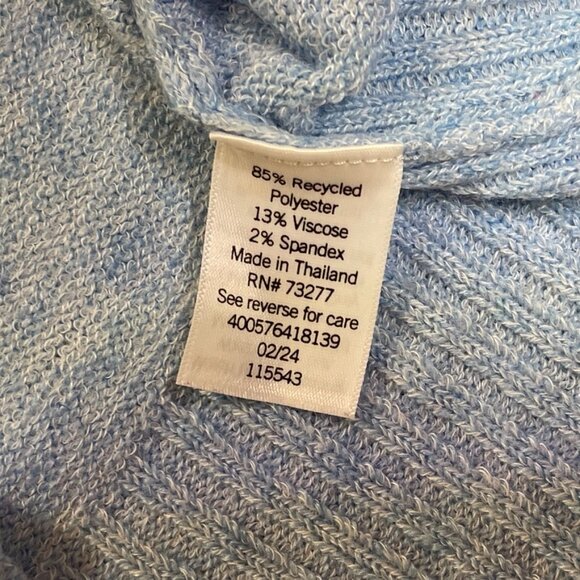 85% Recycled
Polyester
13% Viscose
2% Spandex
Made in Thailand
RN# 73277
See reverse for care
400576418139
02/24
115543